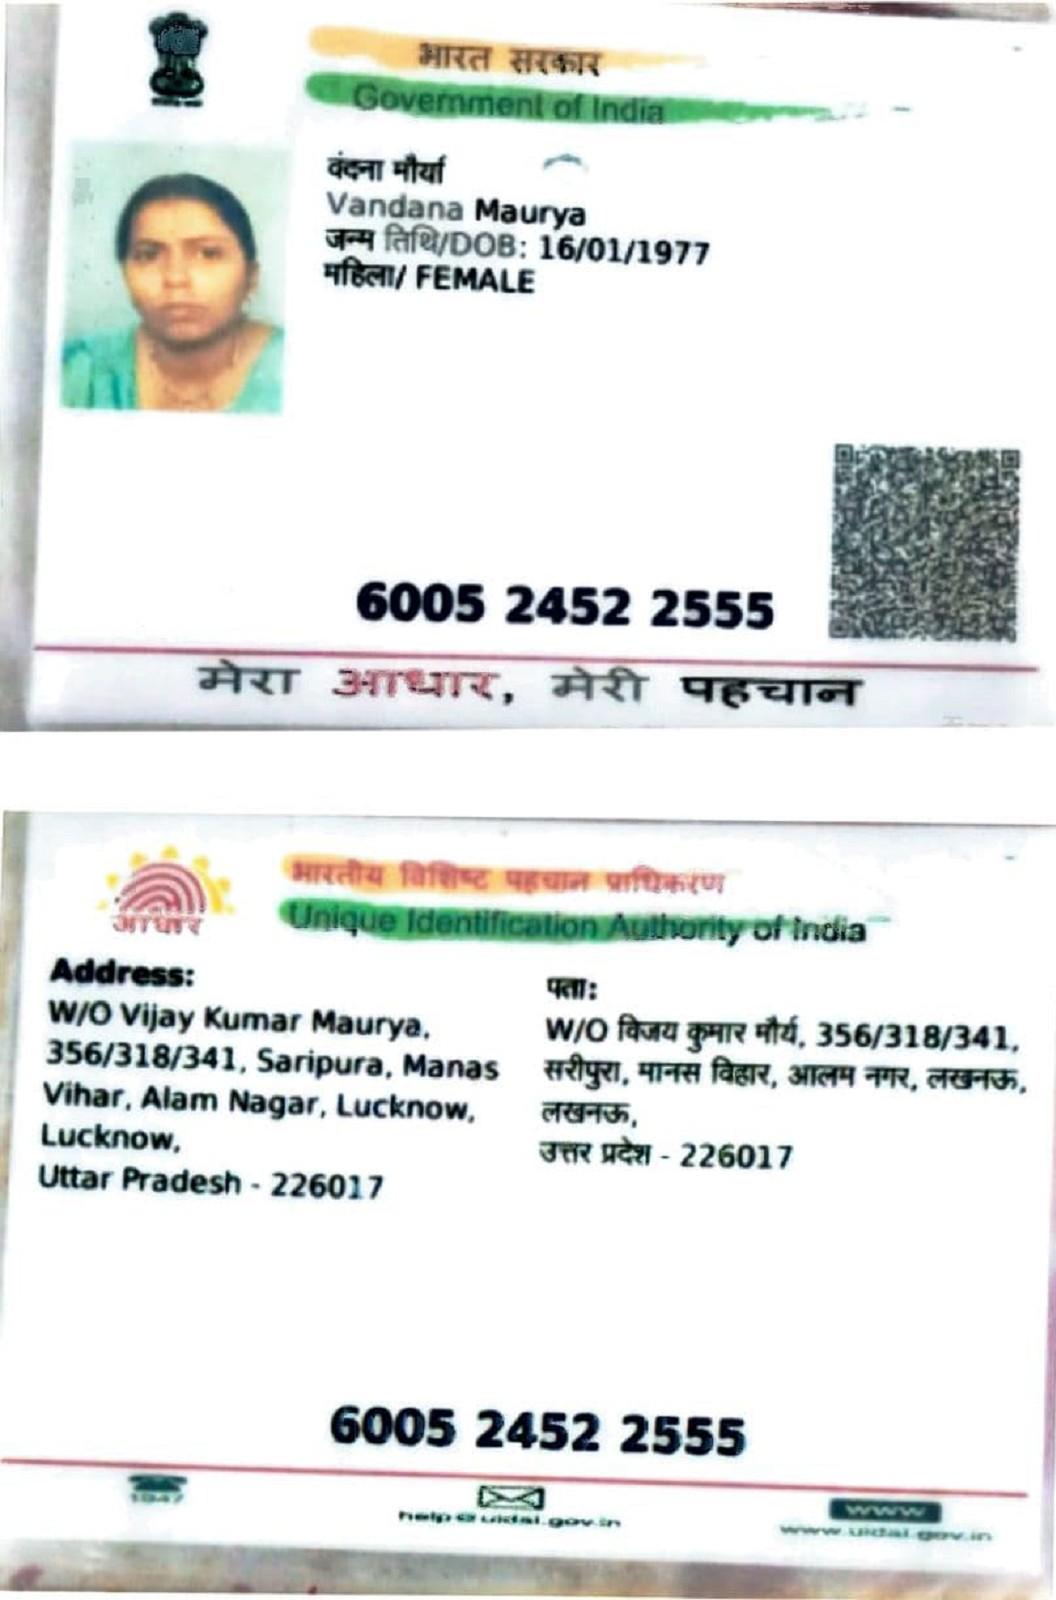 भारत सरकार
Government of India
वंदना मौर्या
Vandana Maurya
जन्म तिथि/DOB: 16/01/1977
महिला/ FEMALE
6005 2452 2555
मेरा आधार, मेरी पहचान
भारतीय विशिष्ट पहचान प्राधिकरण
Unique Identification Authority of India
आधार
Address:
W/O Vijay Kumar Maurya,
356/318/341, Saripura, Manas
Vihar, Alam Nagar, Lucknow,
Lucknow,
Uttar Pradesh - 226017
पता:
W/O विजय कुमार मौर्य, 356/318/341,
सरीपुरा, मानस विहार, आलम नगर, लखनऊ,
लखनऊ,
उत्तर प्रदेश - 226017
6005 2452 2555
1947
help@uidai.gov.in
www
www.uidai.gov.in